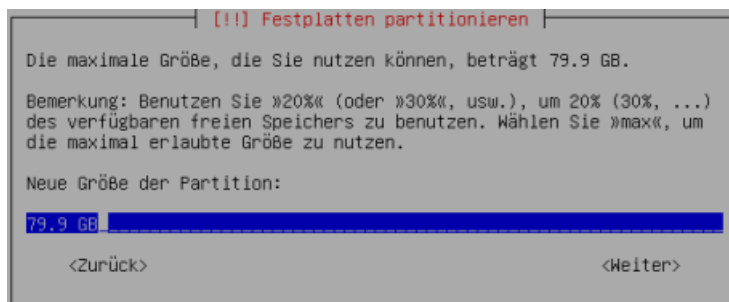 [!!] Festplatten partitionieren
Die maximale Größe, die Sie nutzen können, beträgt 79.9 GB.
Bemerkung: Benutzen Sie »20%« (oder »30%«, usw.), um 20% (30%, ...)
des verfügbaren freien Speichers zu benutzen. Wählen Sie »max«, um
die maximal erlaubte Größe zu nutzen.
Neue Größe der Partition:
79.9 GB
<Zurück> <Weiter>